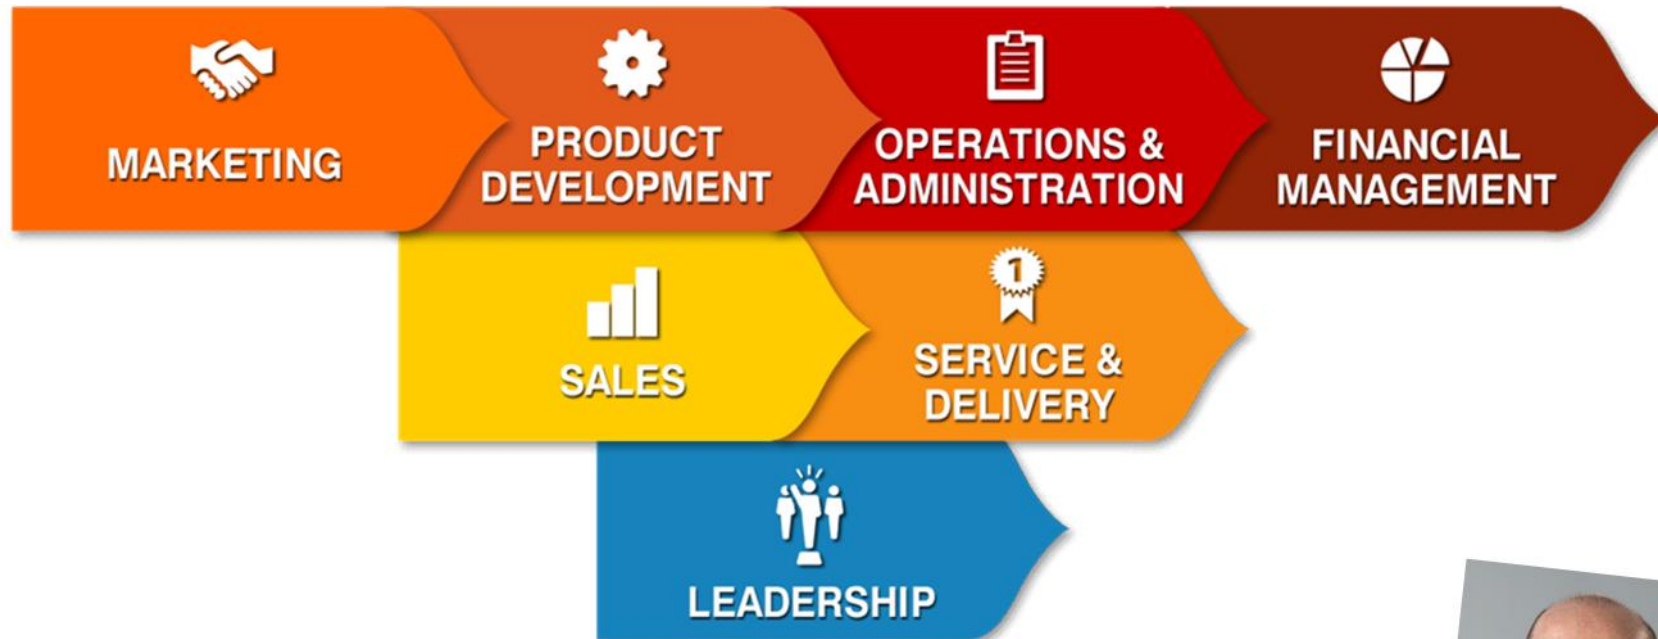 MARKETING
PRODUCT
DEVELOPMENT
OPERATIONS &
ADMINISTRATION
FINANCIAL
MANAGEMENT
SALES
1
SERVICE &
DELIVERY
LEADERSHIP